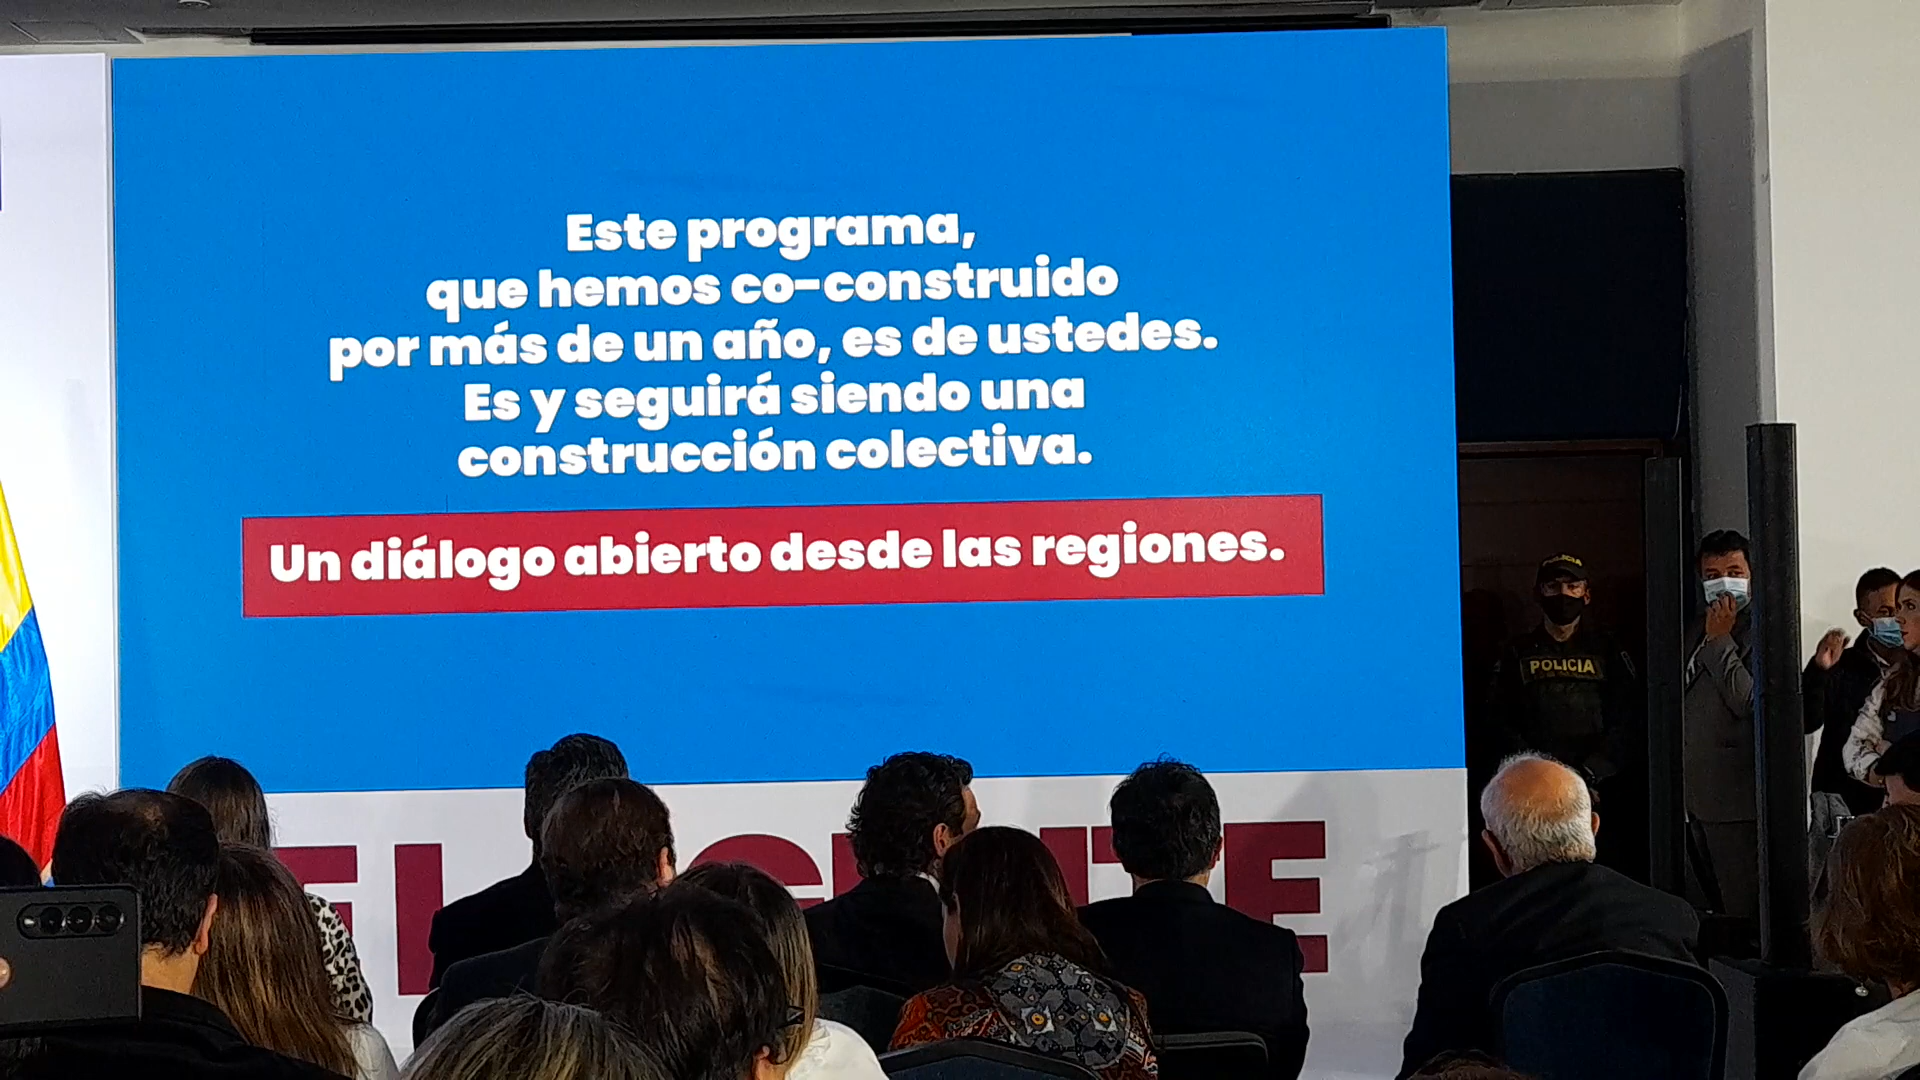 Este programa,
que hemos co-construido
por más de un año, es de ustedes.
Es y seguirá siendo una
construcción colectiva.
Un diálogo abierto desde las regiones.
POLICIA
POLICIA